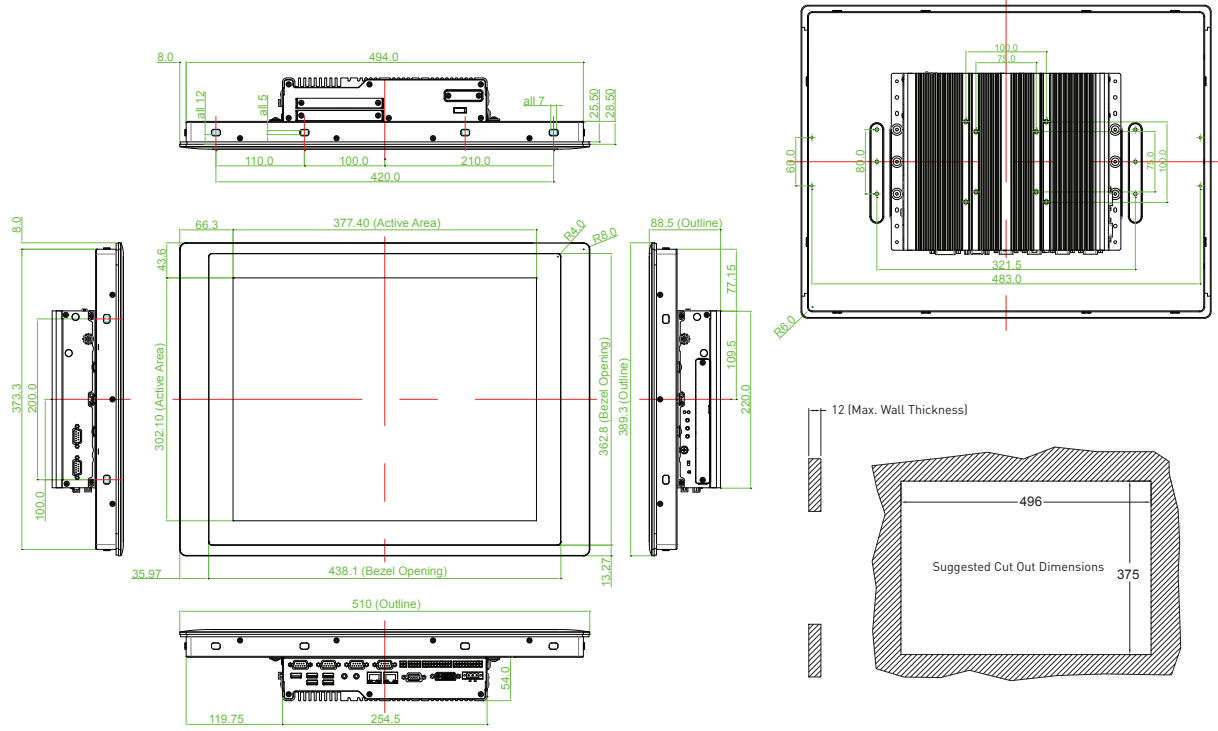 8.0
494.0
all 12
all 5
all 7
25.50
28.50
110.0
100.0
210.0
420.0
100.0
75.0
60.0
80.0
75.0
100.0
321.5
483.0
R6.0
8.0
66.3
377.40 (Active Area)
R4.0
R8.0
88.5 (Outline)
43.6
77.15
373.3
200.0
100.0
302.10 (Active Area)
362.8 (Bezel Opening)
389.3 (Outline)
109.5
220.0
35.97
438.1 (Bezel Opening)
13.27
510 (Outline)
54.0
119.75
254.5
12 (Max. Wall Thickness)
496
Suggested Cut Out Dimensions
375